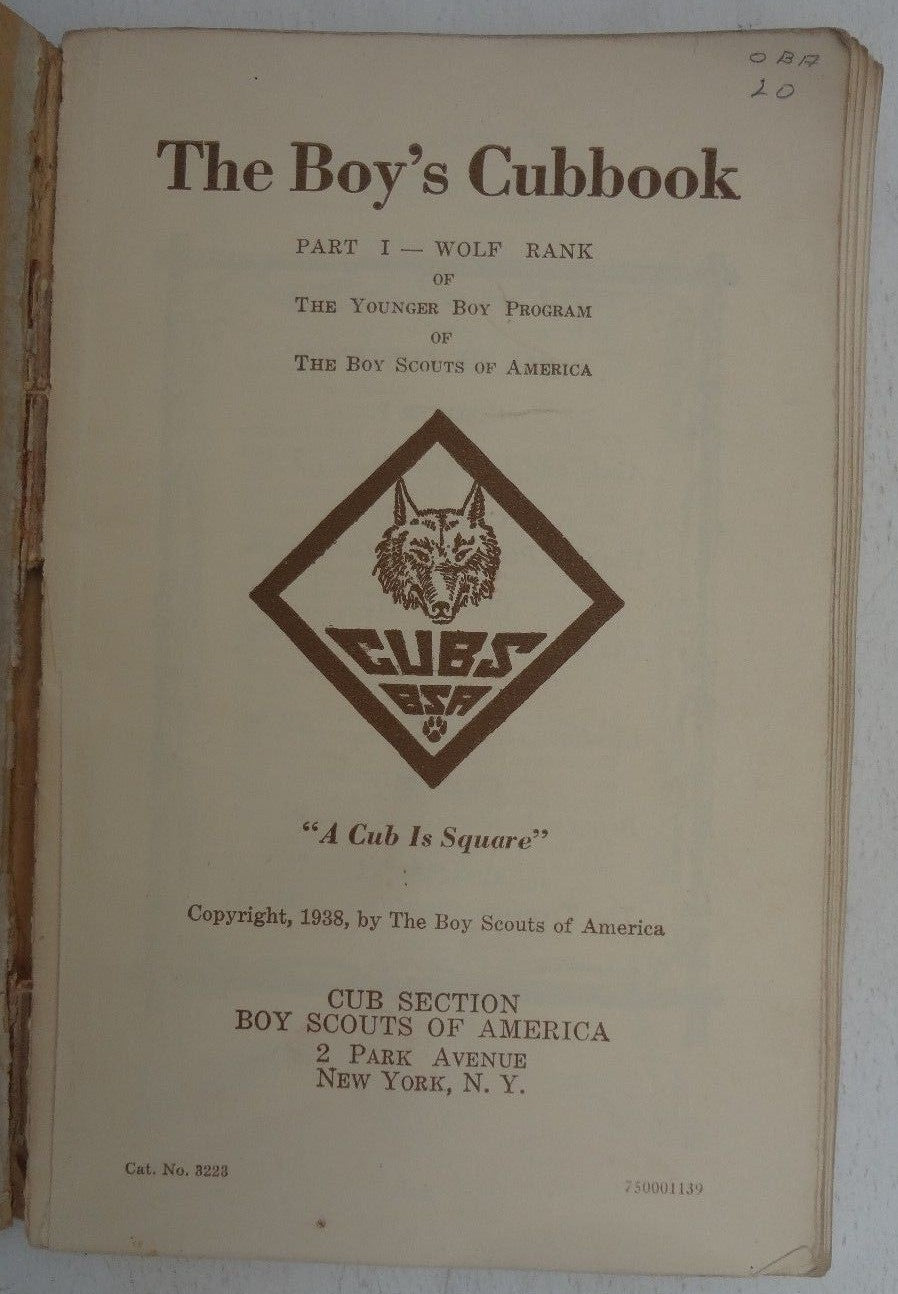 OBA
20
The Boy's Cubbook
PART I — WOLF RANK
OF
THE YOUNGER BOY PROGRAM
OF
THE BOY SCOUTS OF AMERICA
CUBS
BSA
"A Cub Is Square"
Copyright, 1938, by The Boy Scouts of America
CUB SECTION
BOY SCOUTS OF AMERICA
2 PARK AVENUE
NEW YORK, N. Y.
Cat. No. 3223
750001139